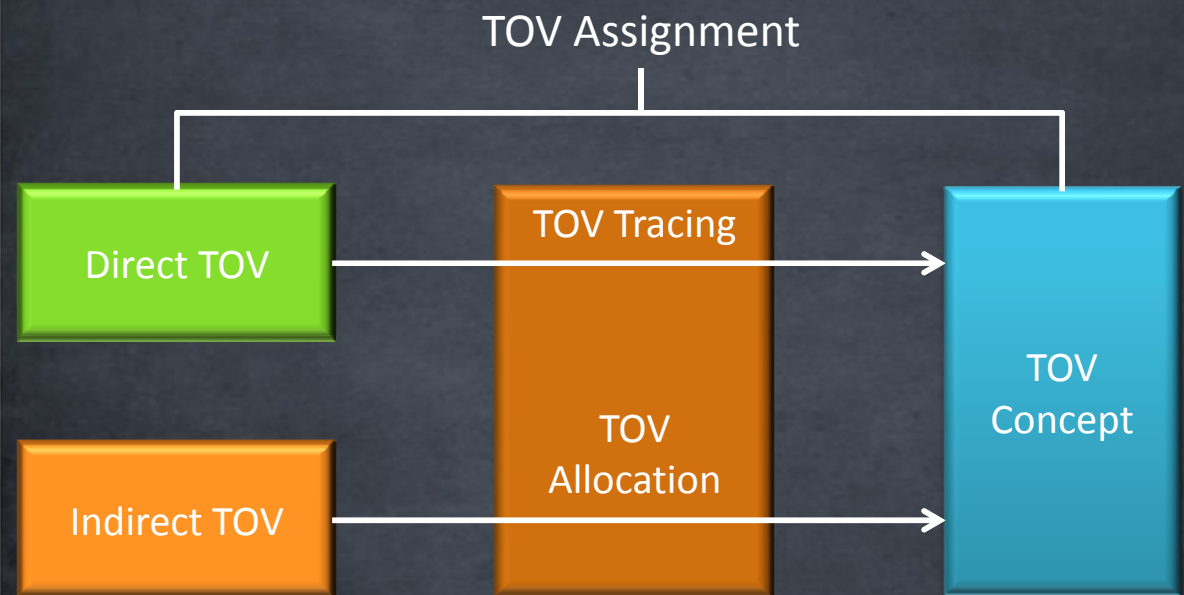 TOV Assignment
Direct TOV
TOV Tracing
TOV
Concept
TOV
Allocation
Indirect TOV